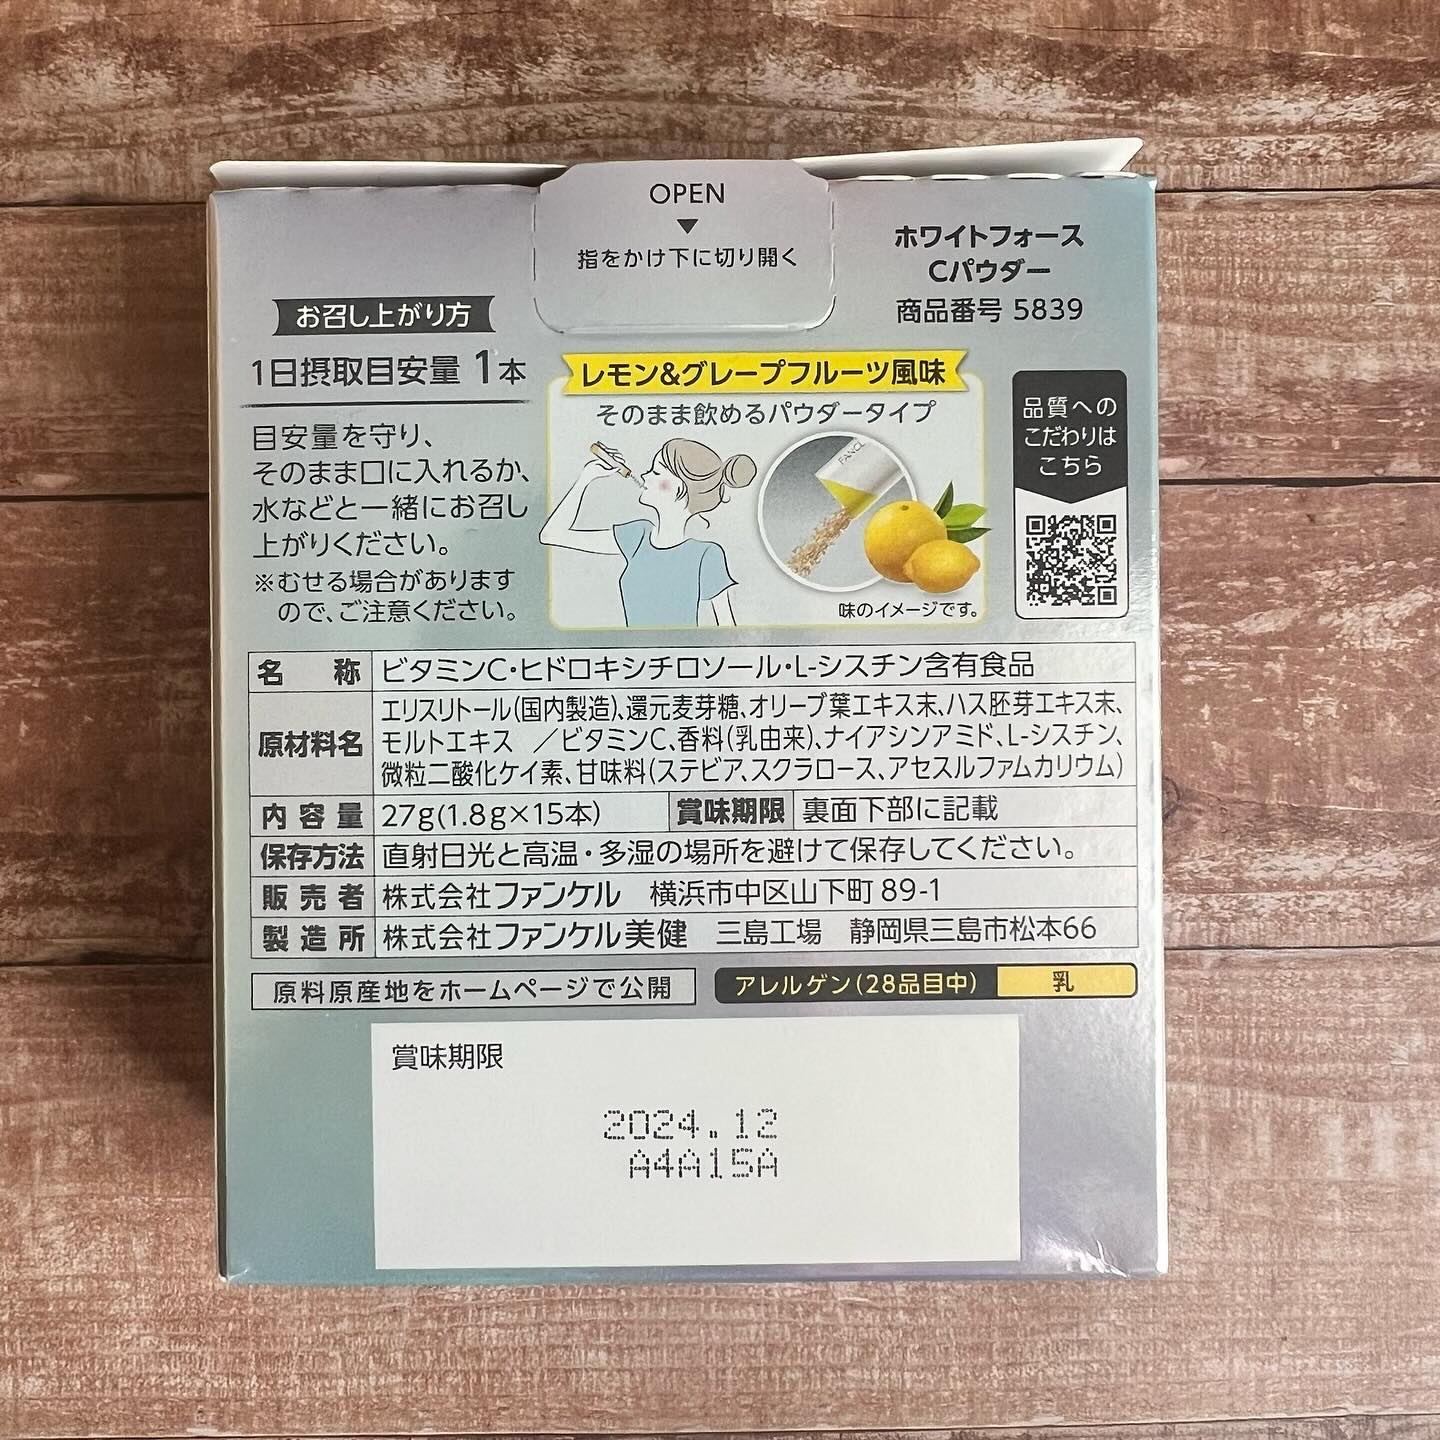 OPEN
▼
指をかけ下に切り開く
ホワイトフォース
Cパウダー
商品番号 5839
お召し上がり方
1日摂取目安量 1本
目安量を守り、
そのまま口に入れるか、
水などと一緒にお召し
上がりください。
※むせる場合があります
ので、ご注意ください。
レモン&グレープフルーツ風味
そのまま飲めるパウダータイプ
FANCL
味のイメージです。
品質への
こだわりは
こちら
名称 ビタミンC・ヒドロキシチロソール・L-シスチン含有食品
原材料名 エリスリトール(国内製造)、還元麦芽糖、オリーブ葉エキス末、ハス胚芽エキス末、
モルトエキス ／ビタミンC、香料(乳由来)、ナイアシンアミド、L-シスチン、
微粒二酸化ケイ素、甘味料(ステビア、スクラロース、アセスルファムカリウム)
内容量 27g(1.8g×15本) 賞味期限 裏面下部に記載
保存方法 直射日光と高温・多湿の場所を避けて保存してください。
販売者 株式会社ファンケル 横浜市中区山下町89-1
製造所 株式会社ファンケル美健 三島工場 静岡県三島市松本66
原料原産地をホームページで公開
アレルゲン(28品目中) 乳
賞味期限
2024.12
A4A15A